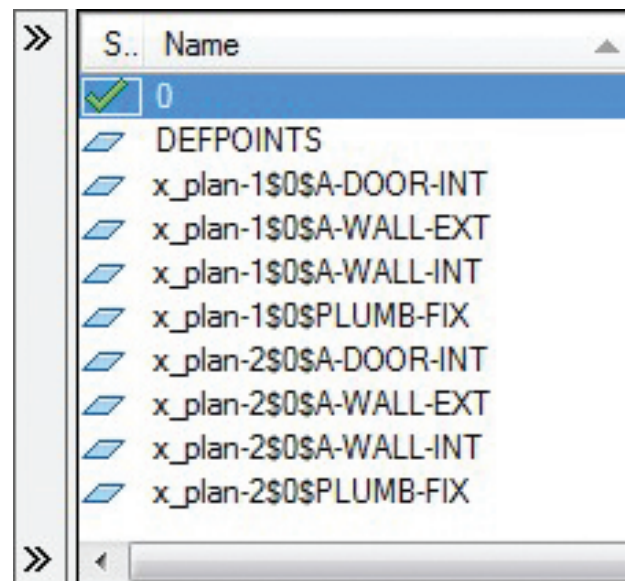 S.. Name
0
DEFPOINTS
x_plan-1$0$A-DOOR-INT
x_plan-1$0$A-WALL-EXT
x_plan-1$0$A-WALL-INT
x_plan-1$0$PLUMB-FIX
x_plan-2$0$A-DOOR-INT
x_plan-2$0$A-WALL-EXT
x_plan-2$0$A-WALL-INT
x_plan-2$0$PLUMB-FIX